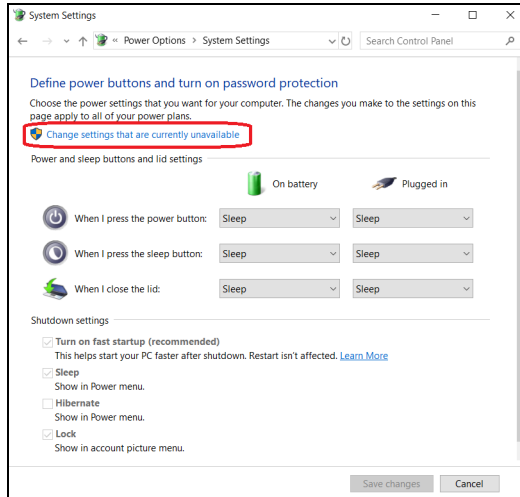 System Settings
« Power Options > System Settings
Search Control Panel
Define power buttons and turn on password protection
Choose the power settings that you want for your computer. The changes you make to the settings on this
page apply to all of your power plans.
Change settings that are currently unavailable
Power and sleep buttons and lid settings
On battery Plugged in
When I press the power button: Sleep Sleep
When I press the sleep button: Sleep Sleep
When I close the lid: Sleep Sleep
Shutdown settings
Turn on fast startup (recommended)
This helps start your PC faster after shutdown. Restart isn't affected. Learn More
Sleep
Show in Power menu.
Hibernate
Show in Power menu.
Lock
Show in account picture menu.
Save changes Cancel